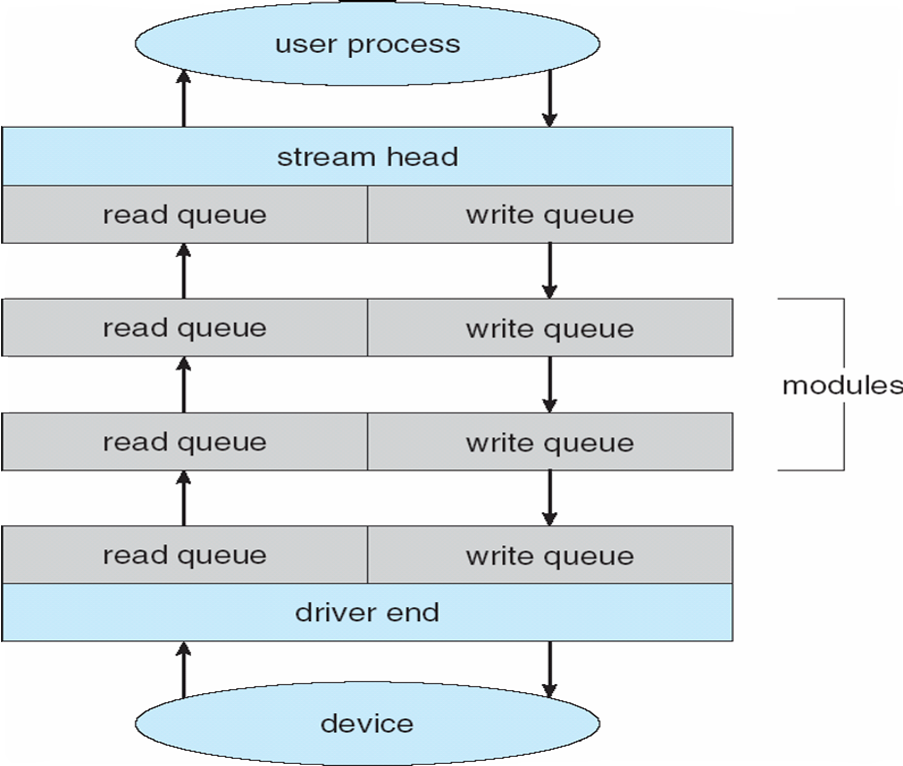 user process
stream head
read queue write queue
read queue write queue
modules
read queue write queue
read queue write queue
driver end
device